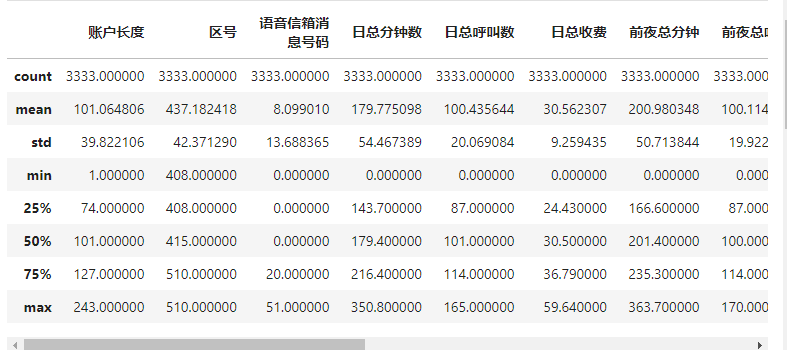 账户长度 区号 语音信箱消息号码 日总分钟数 日总呼叫数 日总收费 前夜总分钟 前夜总
count 3333.000000 3333.000000 3333.000000 3333.000000 3333.000000 3333.000000 3333.000000 3333.000
mean 101.064806 437.182418 8.099010 179.775098 100.435644 30.562307 200.980348 100.114
std 39.822106 42.371290 13.688365 54.467389 20.069084 9.259435 50.713844 19.922
min 1.000000 408.000000 0.000000 0.000000 0.000000 0.000000 0.000000 0.000
25% 74.000000 408.000000 0.000000 143.700000 87.000000 24.430000 166.600000 87.000
50% 101.000000 415.000000 0.000000 179.400000 101.000000 30.500000 201.400000 100.000
75% 127.000000 510.000000 20.000000 216.400000 114.000000 36.790000 235.300000 114.000
max 243.000000 510.000000 51.000000 350.800000 165.000000 59.640000 363.700000 170.000